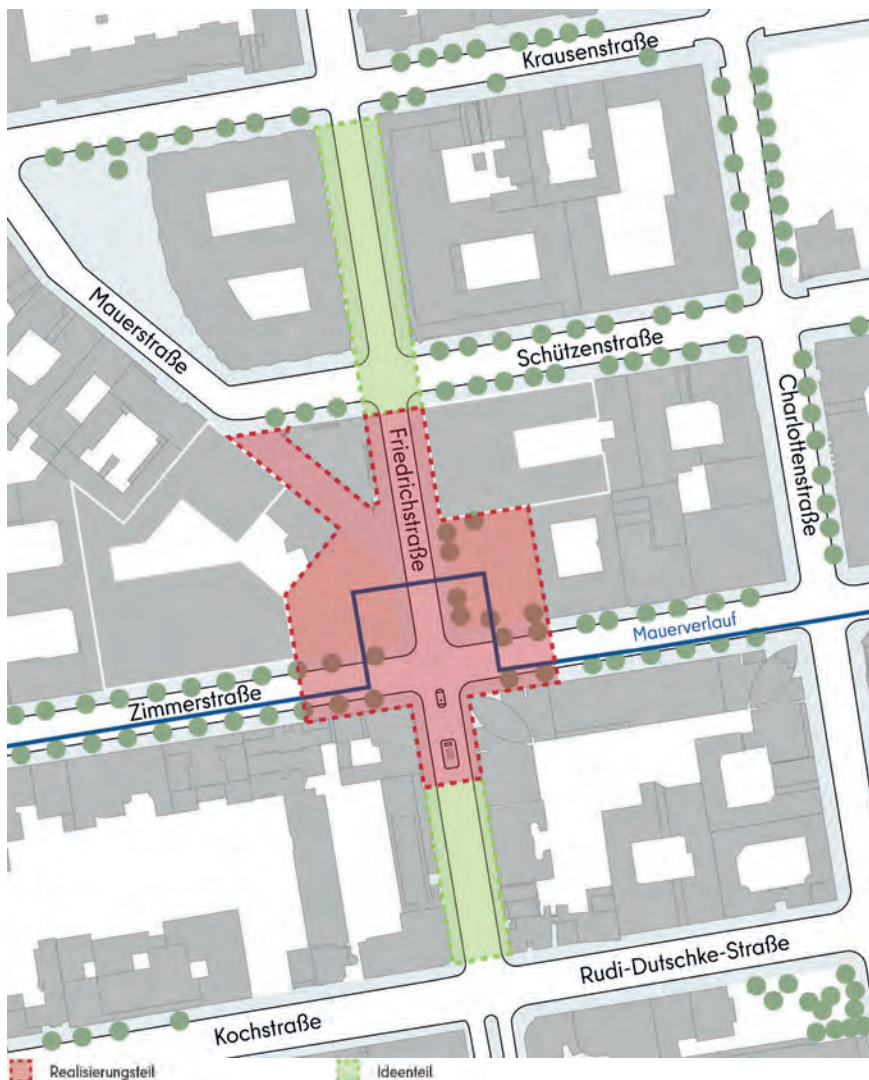 Krausenstraße
Mauerstraße
Schützenstraße
Friedrichstraße
Charlottenstraße
Mauerverlauf
Zimmerstraße
Rudi-Dutschke-Straße
Kochstraße
Realisierungsteil
Ideenteil